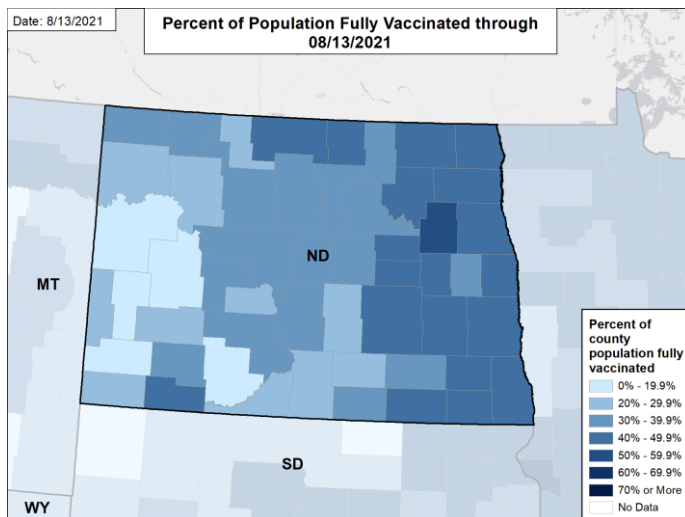 Date: 8/13/2021
Percent of Population Fully Vaccinated through
08/13/2021
ND
MT
SD
WY
Percent of
county
population fully
vaccinated
0% - 19.9%
20% - 29.9%
30% - 39.9%
40% - 49.9%
50% - 59.9%
60% - 69.9%
70% or More
No Data